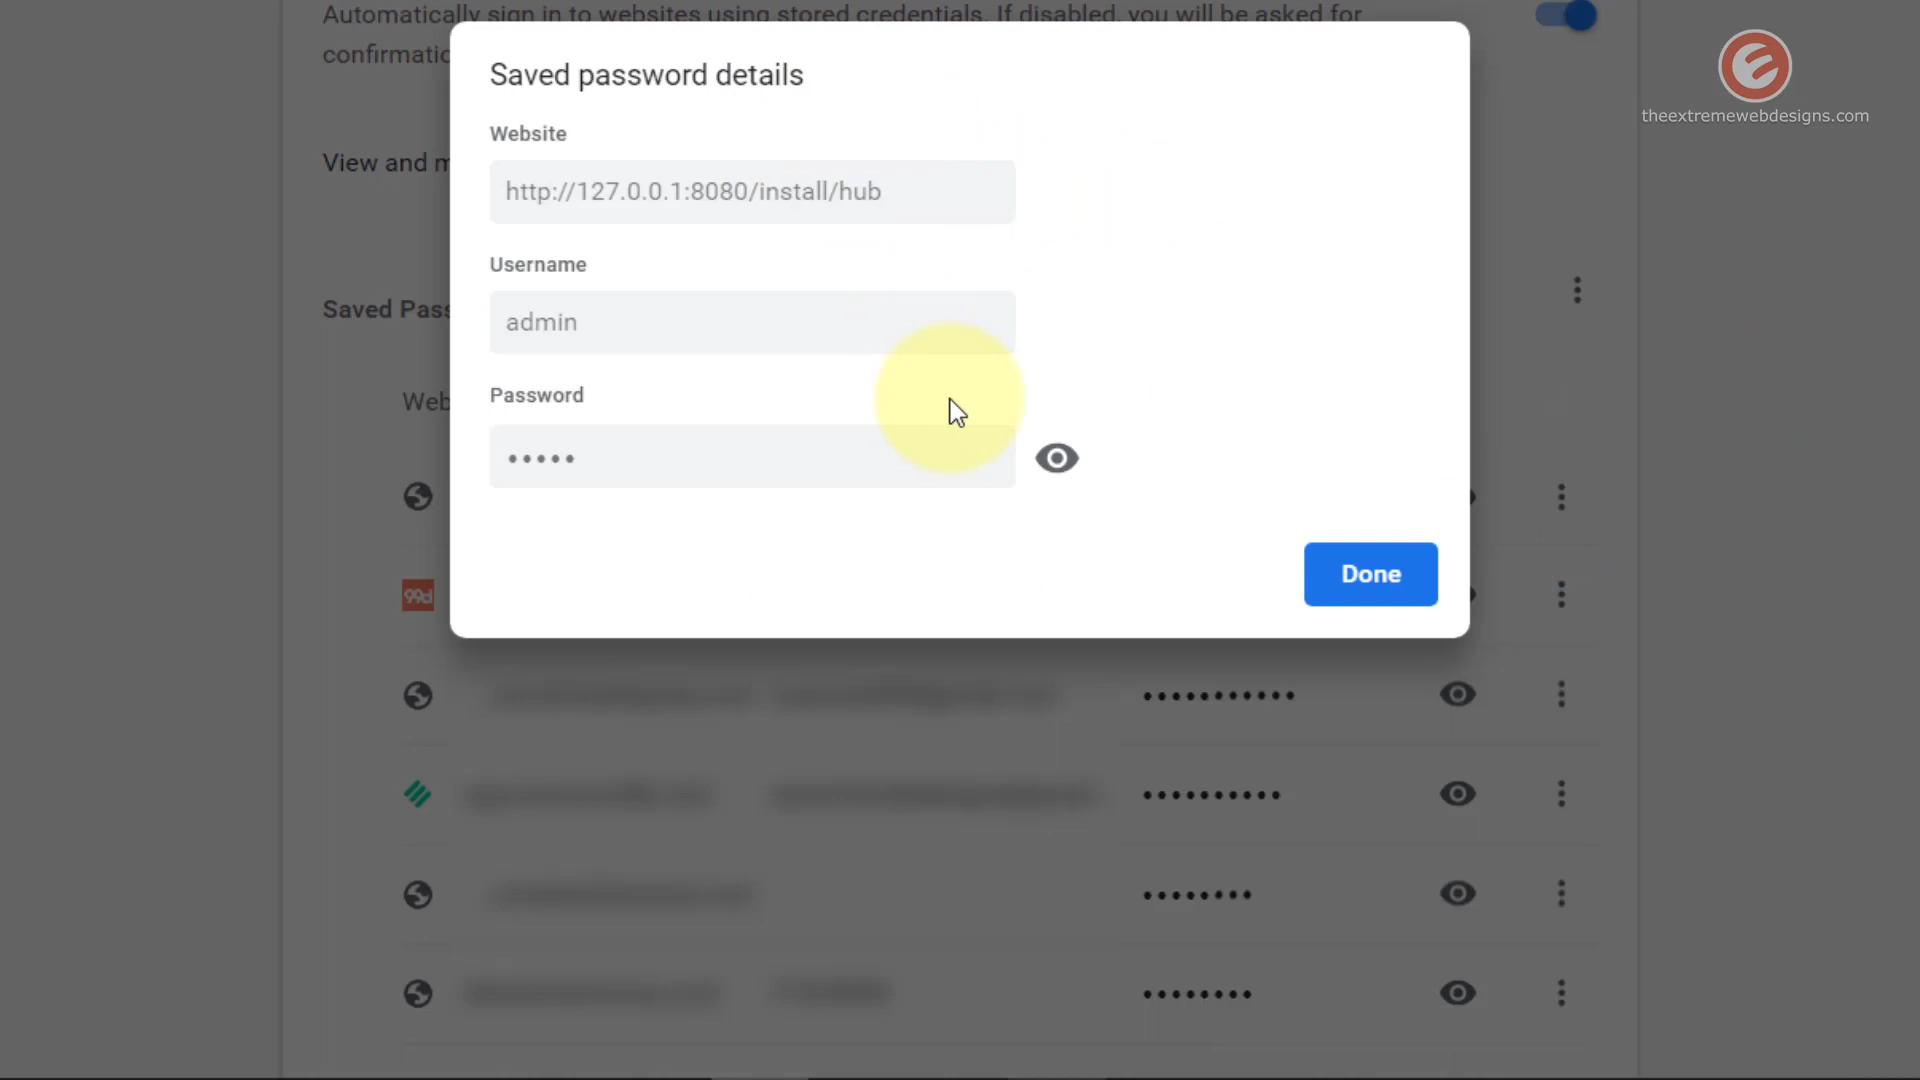 Automatically sign in to websites using stored credentials. If disabled, you will be asked for
confirmatio
theextremewebdesigns.com
Saved password details
Website
View and m
http://127.0.0.1:8080/install/hub
Username
Saved Pass
admin
Password
Web
•••••
99d
Done
•••••••••••
••••••••••
••••••••
••••••••